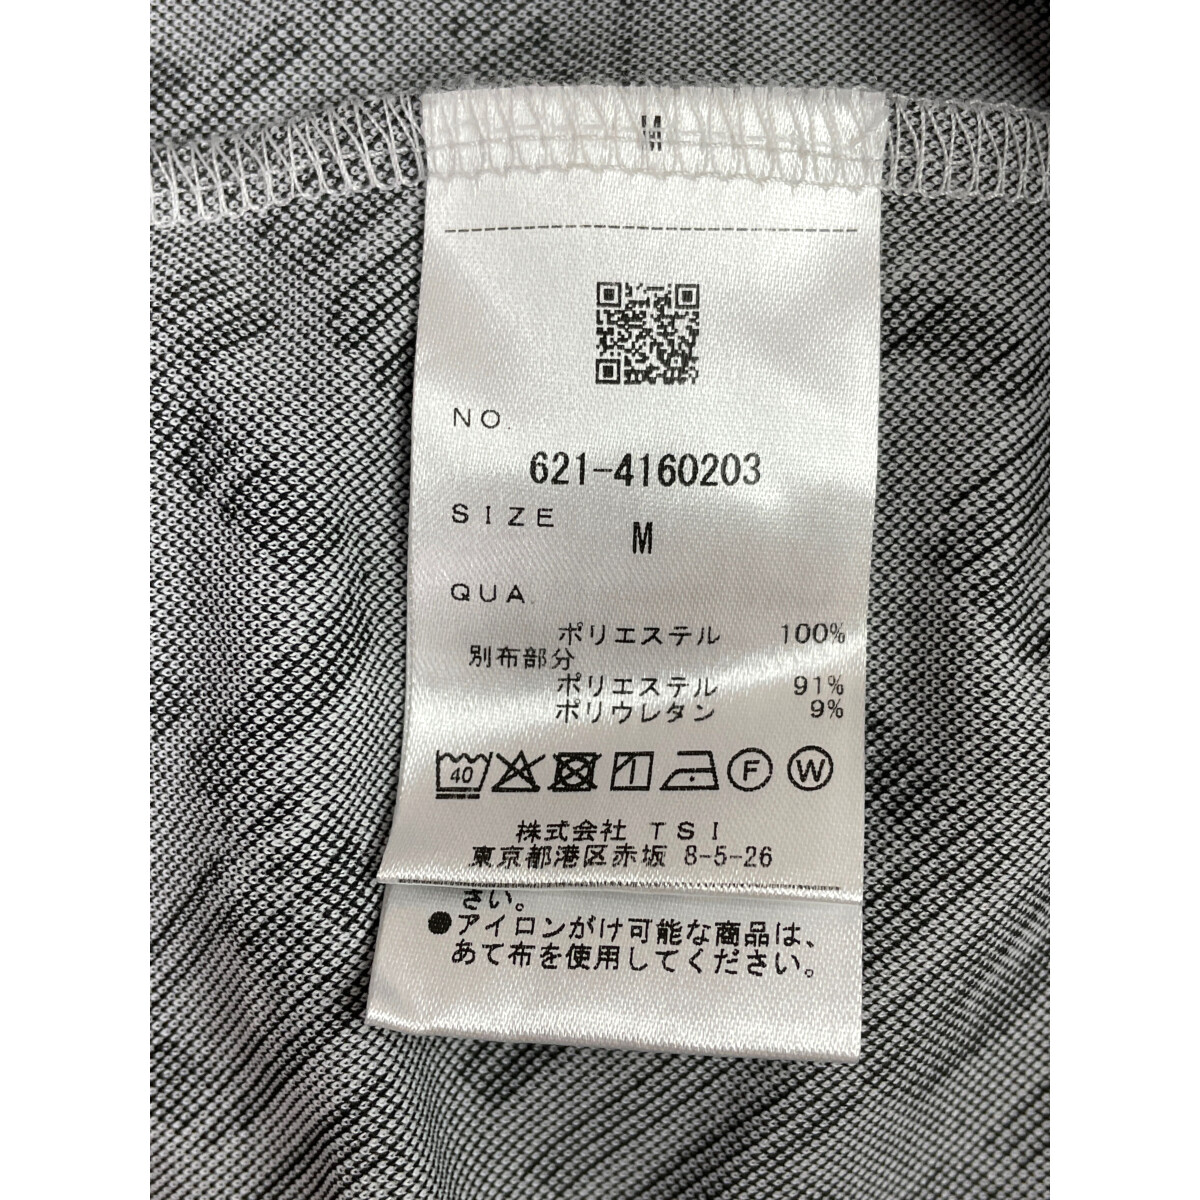 M
NO.
621-4160203
SIZE
M
QUA.
ポリエステル 100%
別布部分
ポリエステル 91%
ポリウレタン 9%
40 F W
株式会社 TSI
東京都港区赤坂 8-5-26
さい。
●アイロンがけ可能な商品は、
あて布を使用してください。